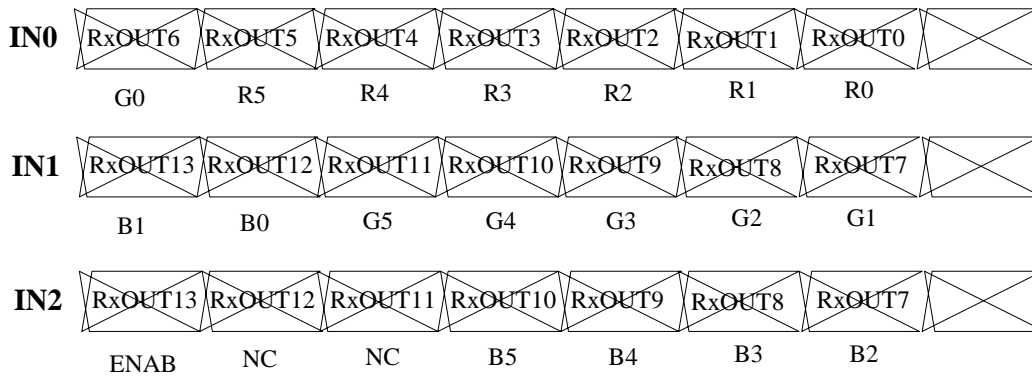 IN0 RxOUT6 RxOUT5 RxOUT4 RxOUT3 RxOUT2 RxOUT1 RxOUT0
G0 R5 R4 R3 R2 R1 R0
IN1 RxOUT13 RxOUT12 RxOUT11 RxOUT10 RxOUT9 RxOUT8 RxOUT7
B1 B0 G5 G4 G3 G2 G1
IN2 RxOUT13 RxOUT12 RxOUT11 RxOUT10 RxOUT9 RxOUT8 RxOUT7
ENAB NC NC B5 B4 B3 B2